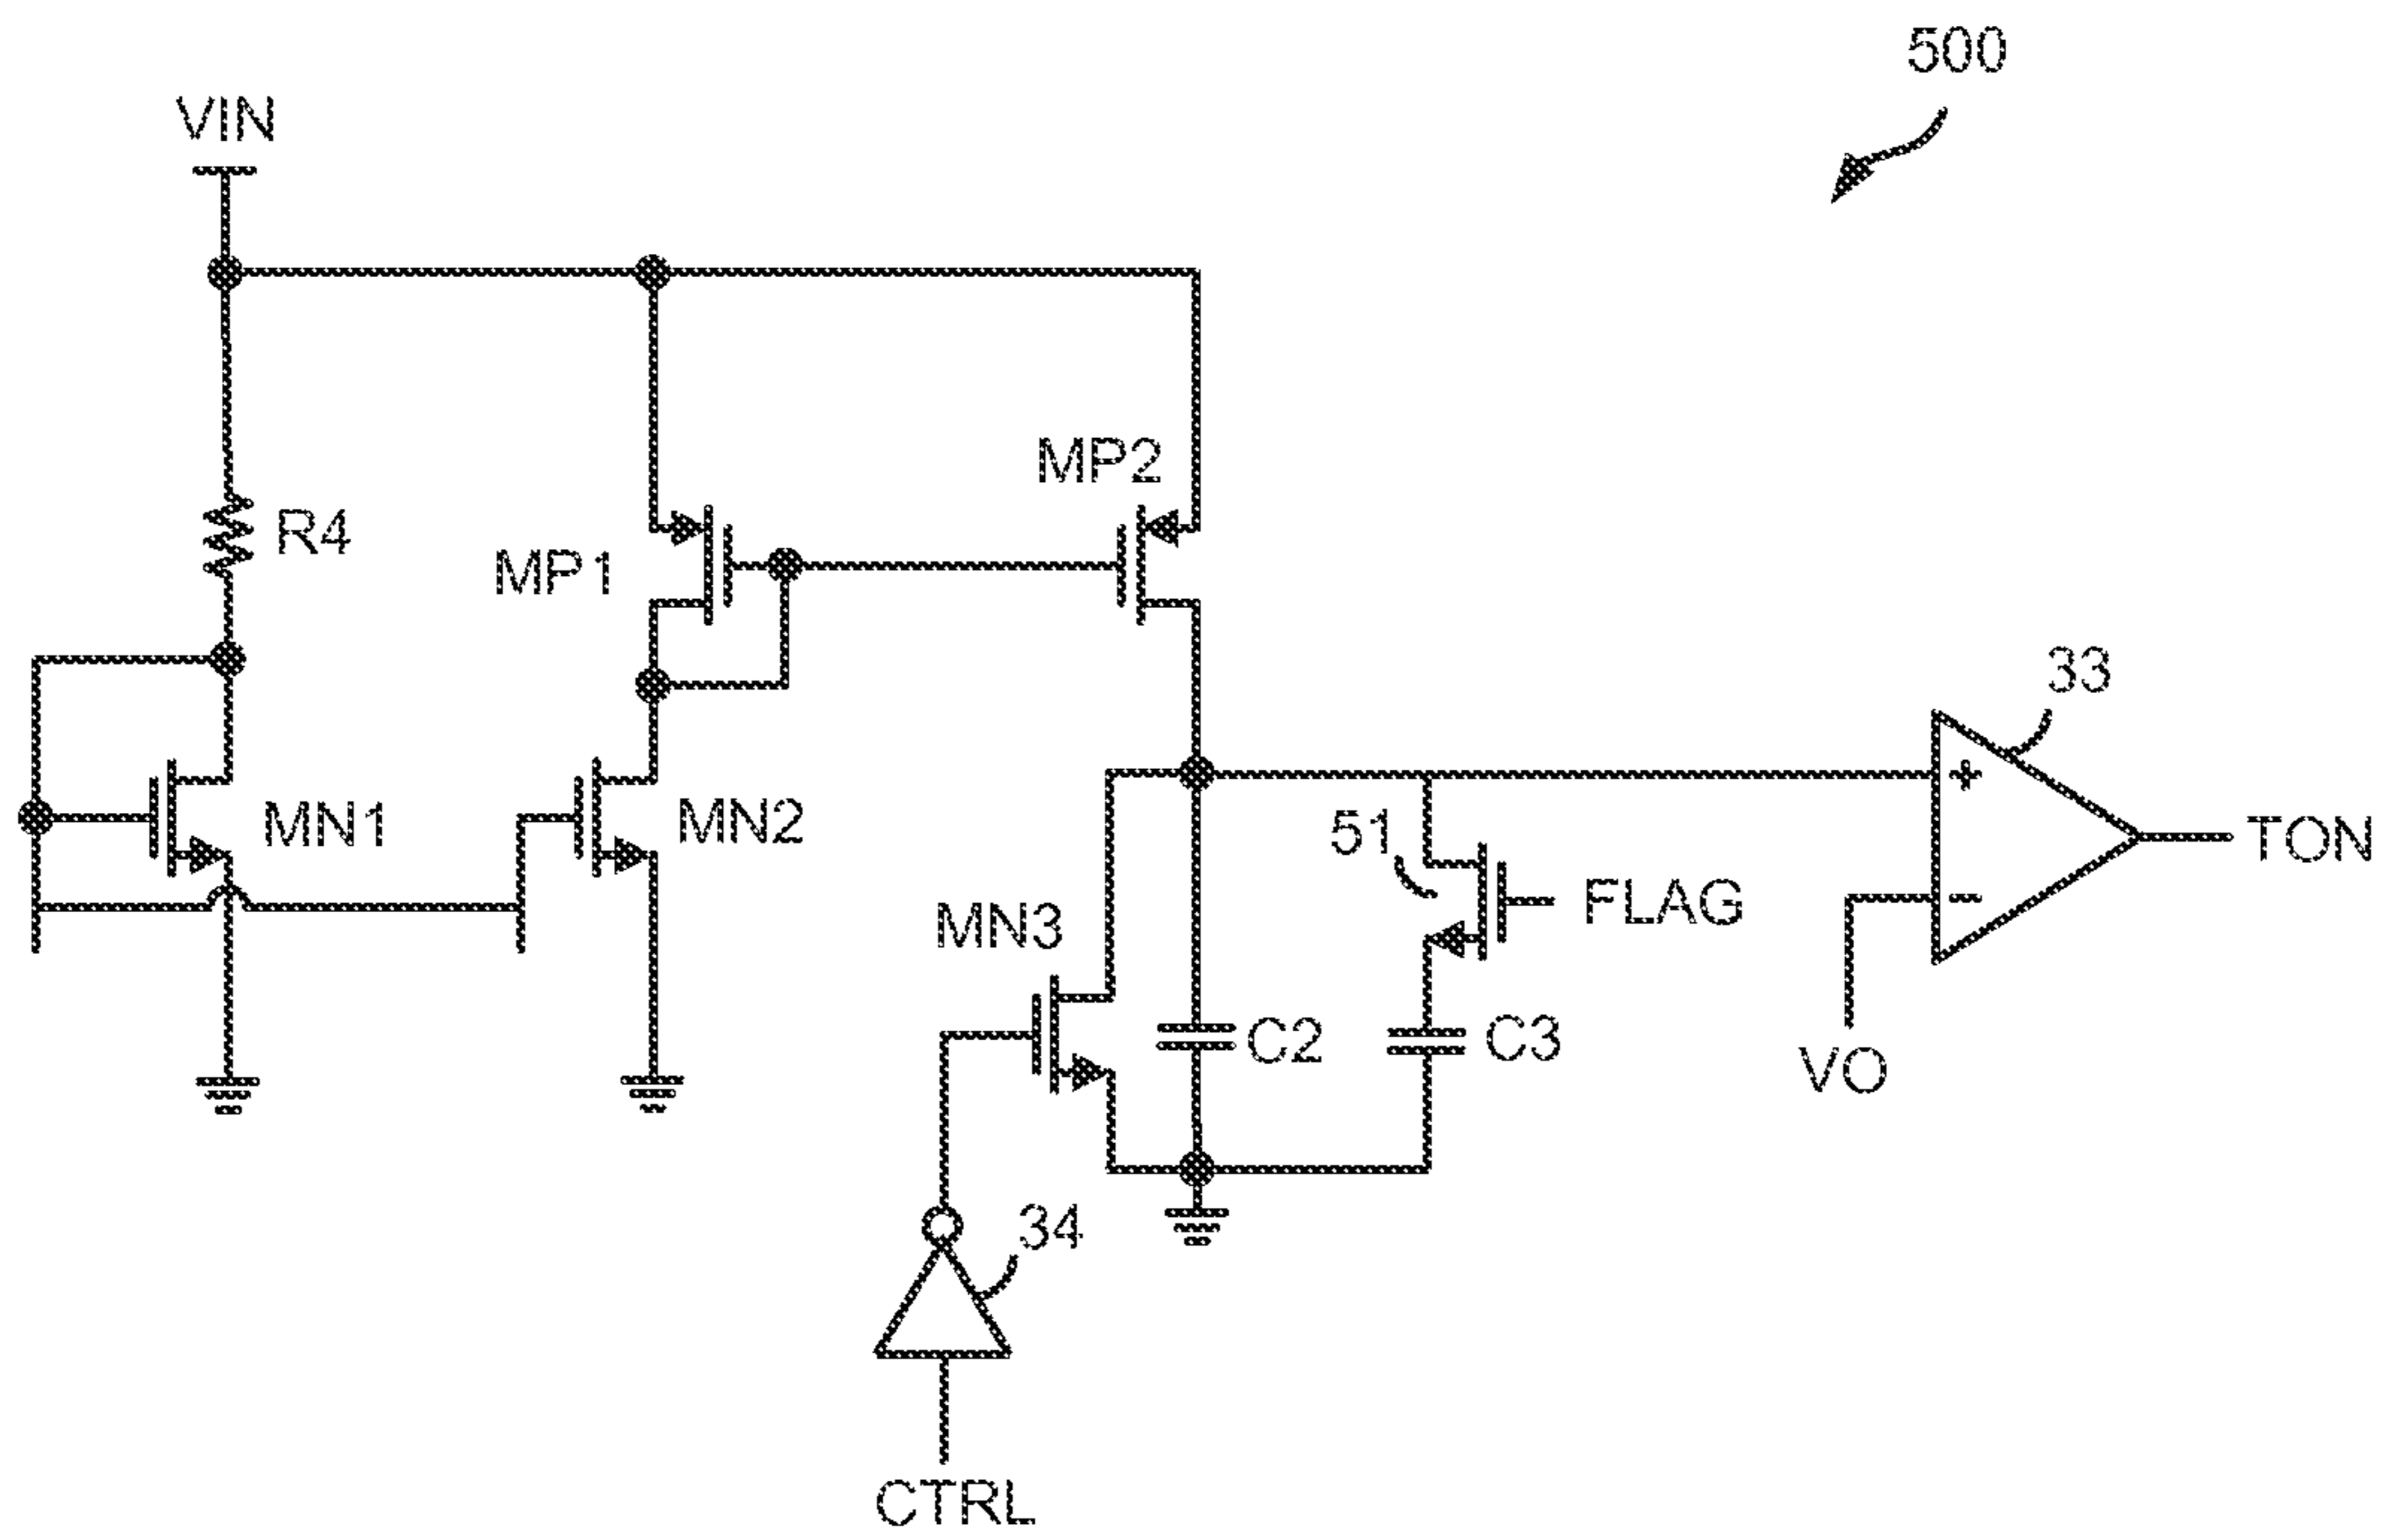 500
VIN
MP2
R4
MP1
33
MN1
MN2
51
+
TON
FLAG
-
MN3
C2
C3
VO
34
CTRL